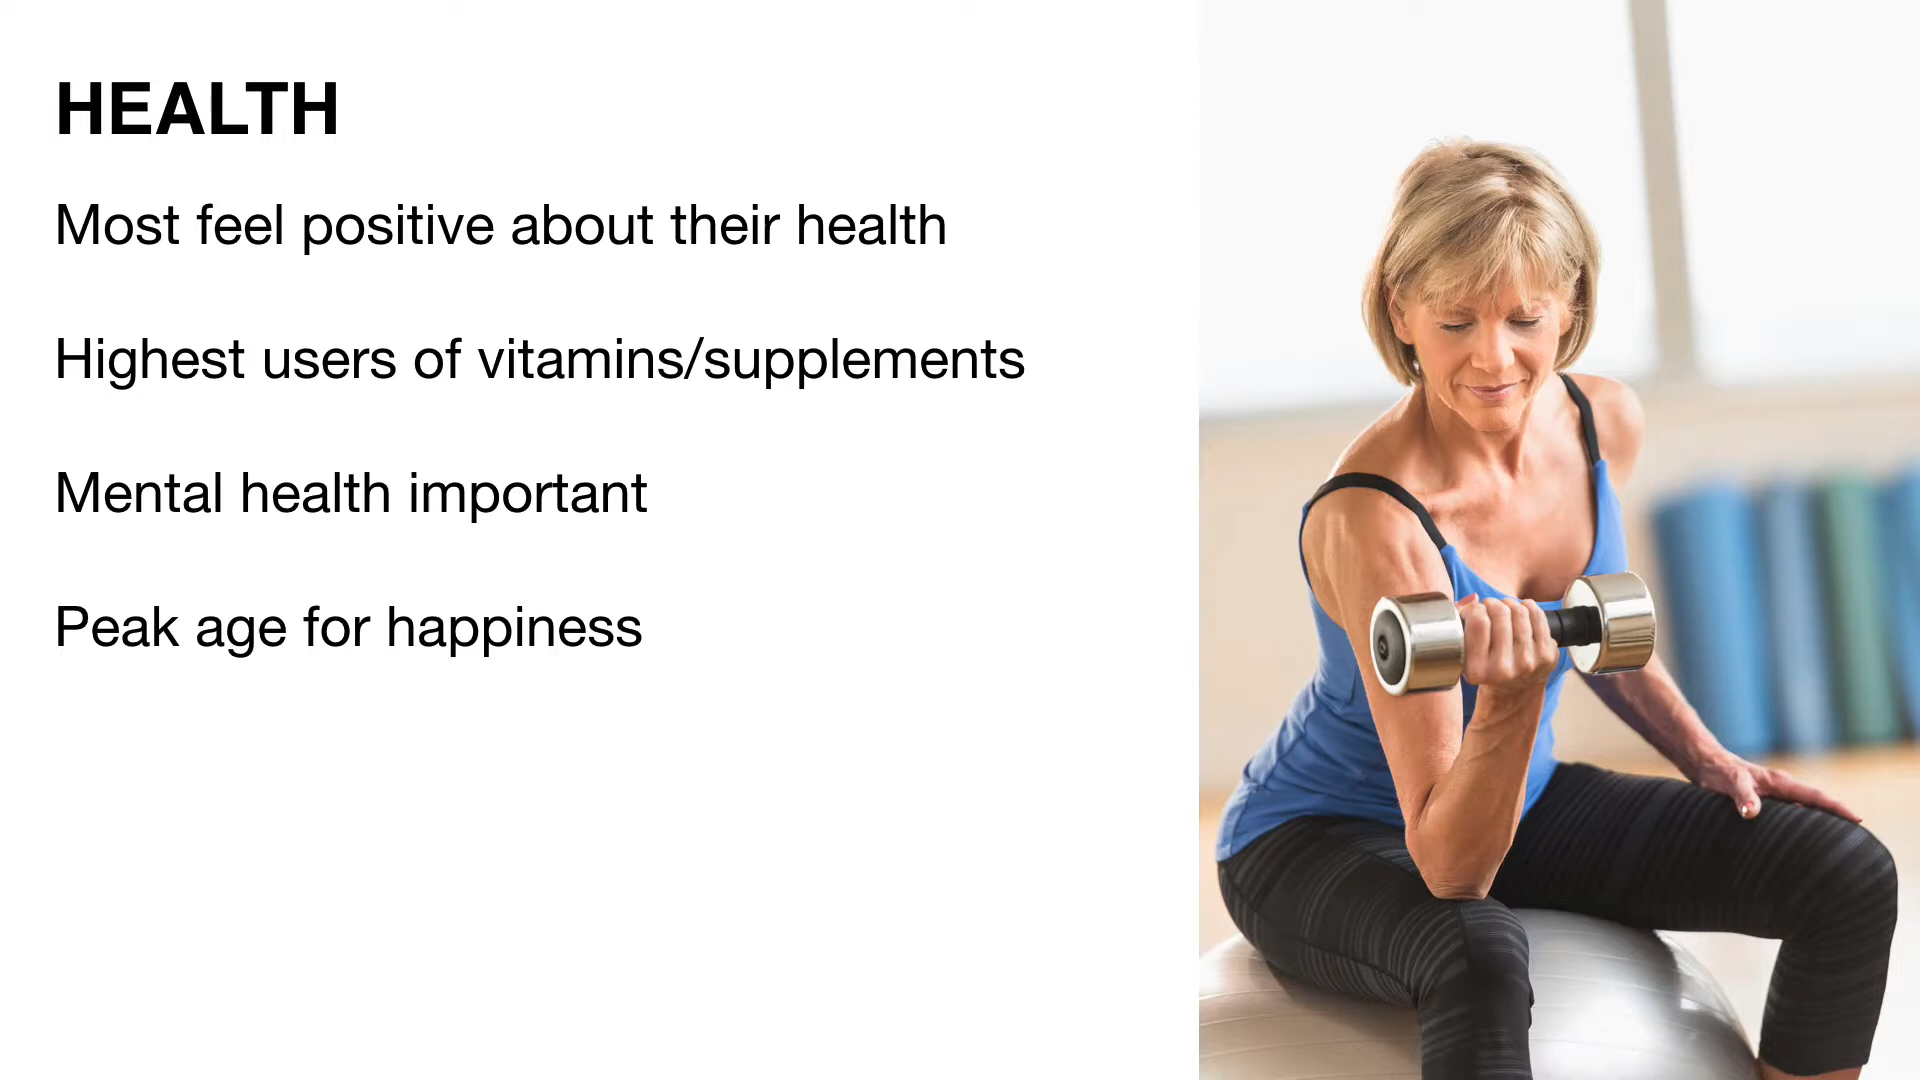 HEALTH
Most feel positive about their health
Highest users of vitamins/supplements
Mental health important
Peak age for happiness